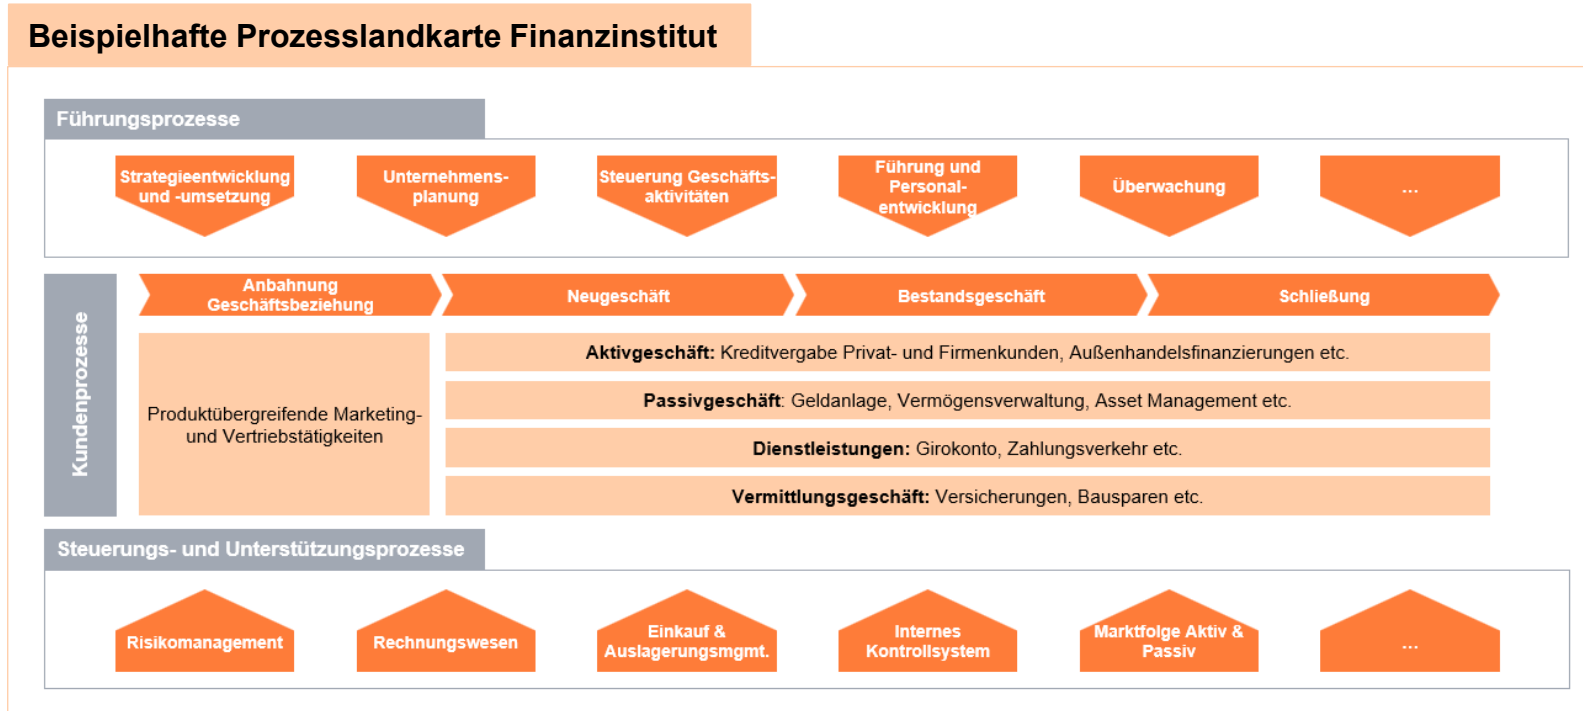 Beispielhafte Prozesslandkarte Finanzinstitut
Führungsprozesse
Strategieentwicklung
und -umsetzung
Unternehmens-
planung
Steuerung Geschäfts-
aktivitäten
Führung und
Personal-
entwicklung
Überwachung
...
Kundenprozesse
Anbahnung
Geschäftsbeziehung
Neugeschäft
Bestandsgeschäft
Schließung
Produktübergreifende Marketing-
und Vertriebstätigkeiten
Aktivgeschäft: Kreditvergabe Privat- und Firmenkunden, Außenhandelsfinanzierungen etc.
Passivgeschäft: Geldanlage, Vermögensverwaltung, Asset Management etc.
Dienstleistungen: Girokonto, Zahlungsverkehr etc.
Vermittlungsgeschäft: Versicherungen, Bausparen etc.
Steuerungs- und Unterstützungsprozesse
Risikomanagement
Rechnungswesen
Einkauf &
Auslagerungsmgmt.
Internes
Kontrollsystem
Marktfolge Aktiv &
Passiv
...